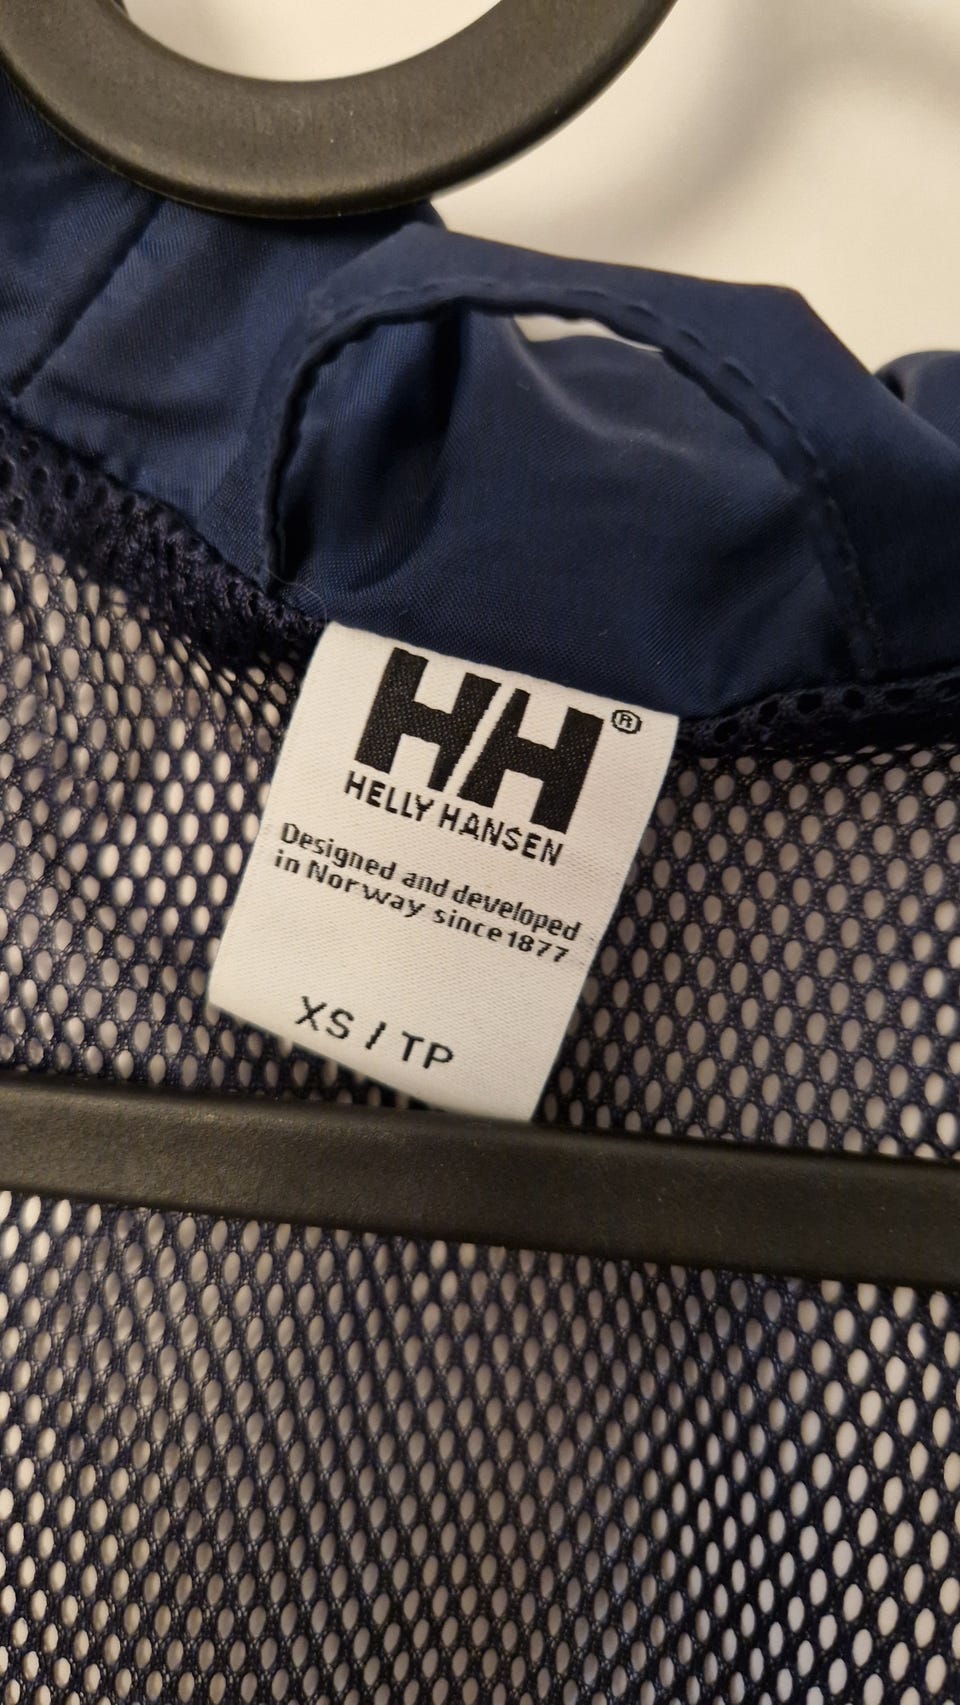 HH®
HELLY HANSEN
Designed and developed
in Norway since 1877
XS / TP